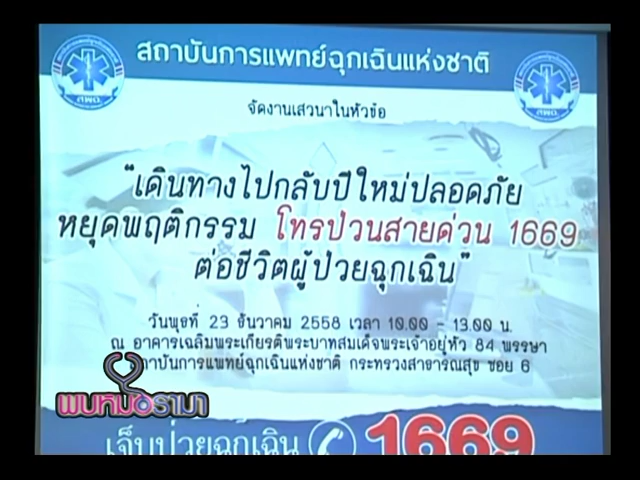 สถาบันการแพทย์ฉุกเฉินแห่งชาติ
สพฉ.
สพฉ.
จัดงานเสวนาในหัวข้อ
"เดินทางไปกลับปีใหม่ปลอดภัย
หยุดพฤติกรรม โทรป่วนสายด่วน 1669
ต่อชีวิตผู้ป่วยฉุกเฉิน"
วันพุธที่ 23 ธันวาคม 2558 เวลา 10.00 - 13.00 น.
ณ อาคารเฉลิมพระเกียรติพระบาทสมเด็จพระเจ้าอยู่หัว 84 พรรษา
สถาบันการแพทย์ฉุกเฉินแห่งชาติ กระทรวงสาธารณสุข ซอย 6
พบหมอรามา
เจ็บป่วยฉุกเฉิน 1669